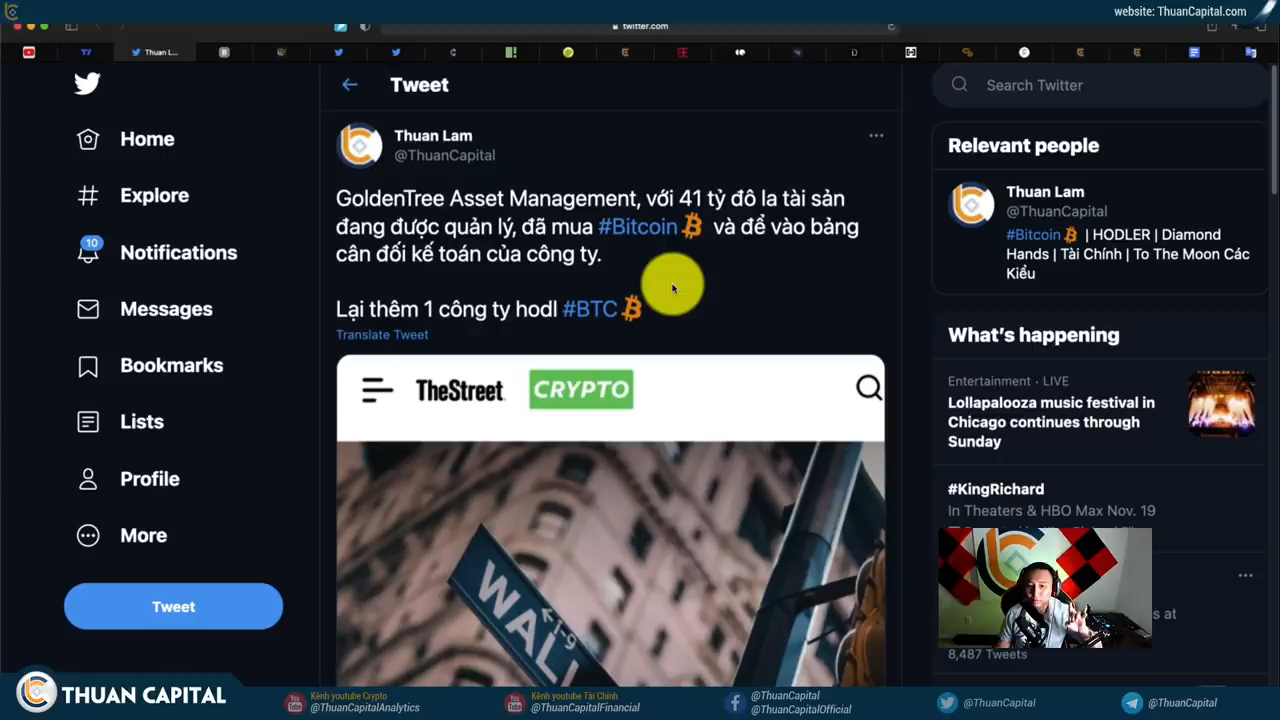 website: ThuanCapital.com
twitter.com
Thuan L...
Home
Explore
10
Notifications
Messages
Bookmarks
Lists
Profile
More
Tweet
Tweet
Thuan Lam
@ThuanCapital
GoldenTree Asset Management, với 41 tỷ đô la tài sản
đang được quản lý, đã mua #Bitcoin và để vào bảng
cân đối kế toán của công ty.
Lại thêm 1 công ty hodl #BTC
Translate Tweet
TheStreet CRYPTO
WALL
1-9
Search Twitter
Relevant people
Thuan Lam
@ThuanCapital
#Bitcoin | HODLER | Diamond
Hands | Tài Chính | To The Moon Các
Kiểu
What's happening
Entertainment · LIVE
Lollapalooza music festival in
Chicago continues through
Sunday
#KingRichard
In Theaters & HBO Max Nov. 19
s at
8,487 Tweets
THUAN CAPITAL
Kênh youtube Crypto
@ThuanCapitalAnalytics
Kênh youtube Tài Chính
@ThuanCapitalFinancial
@ThuanCapital
@ThuanCapitalOfficial
@ThuanCapital
@ThuanCapital